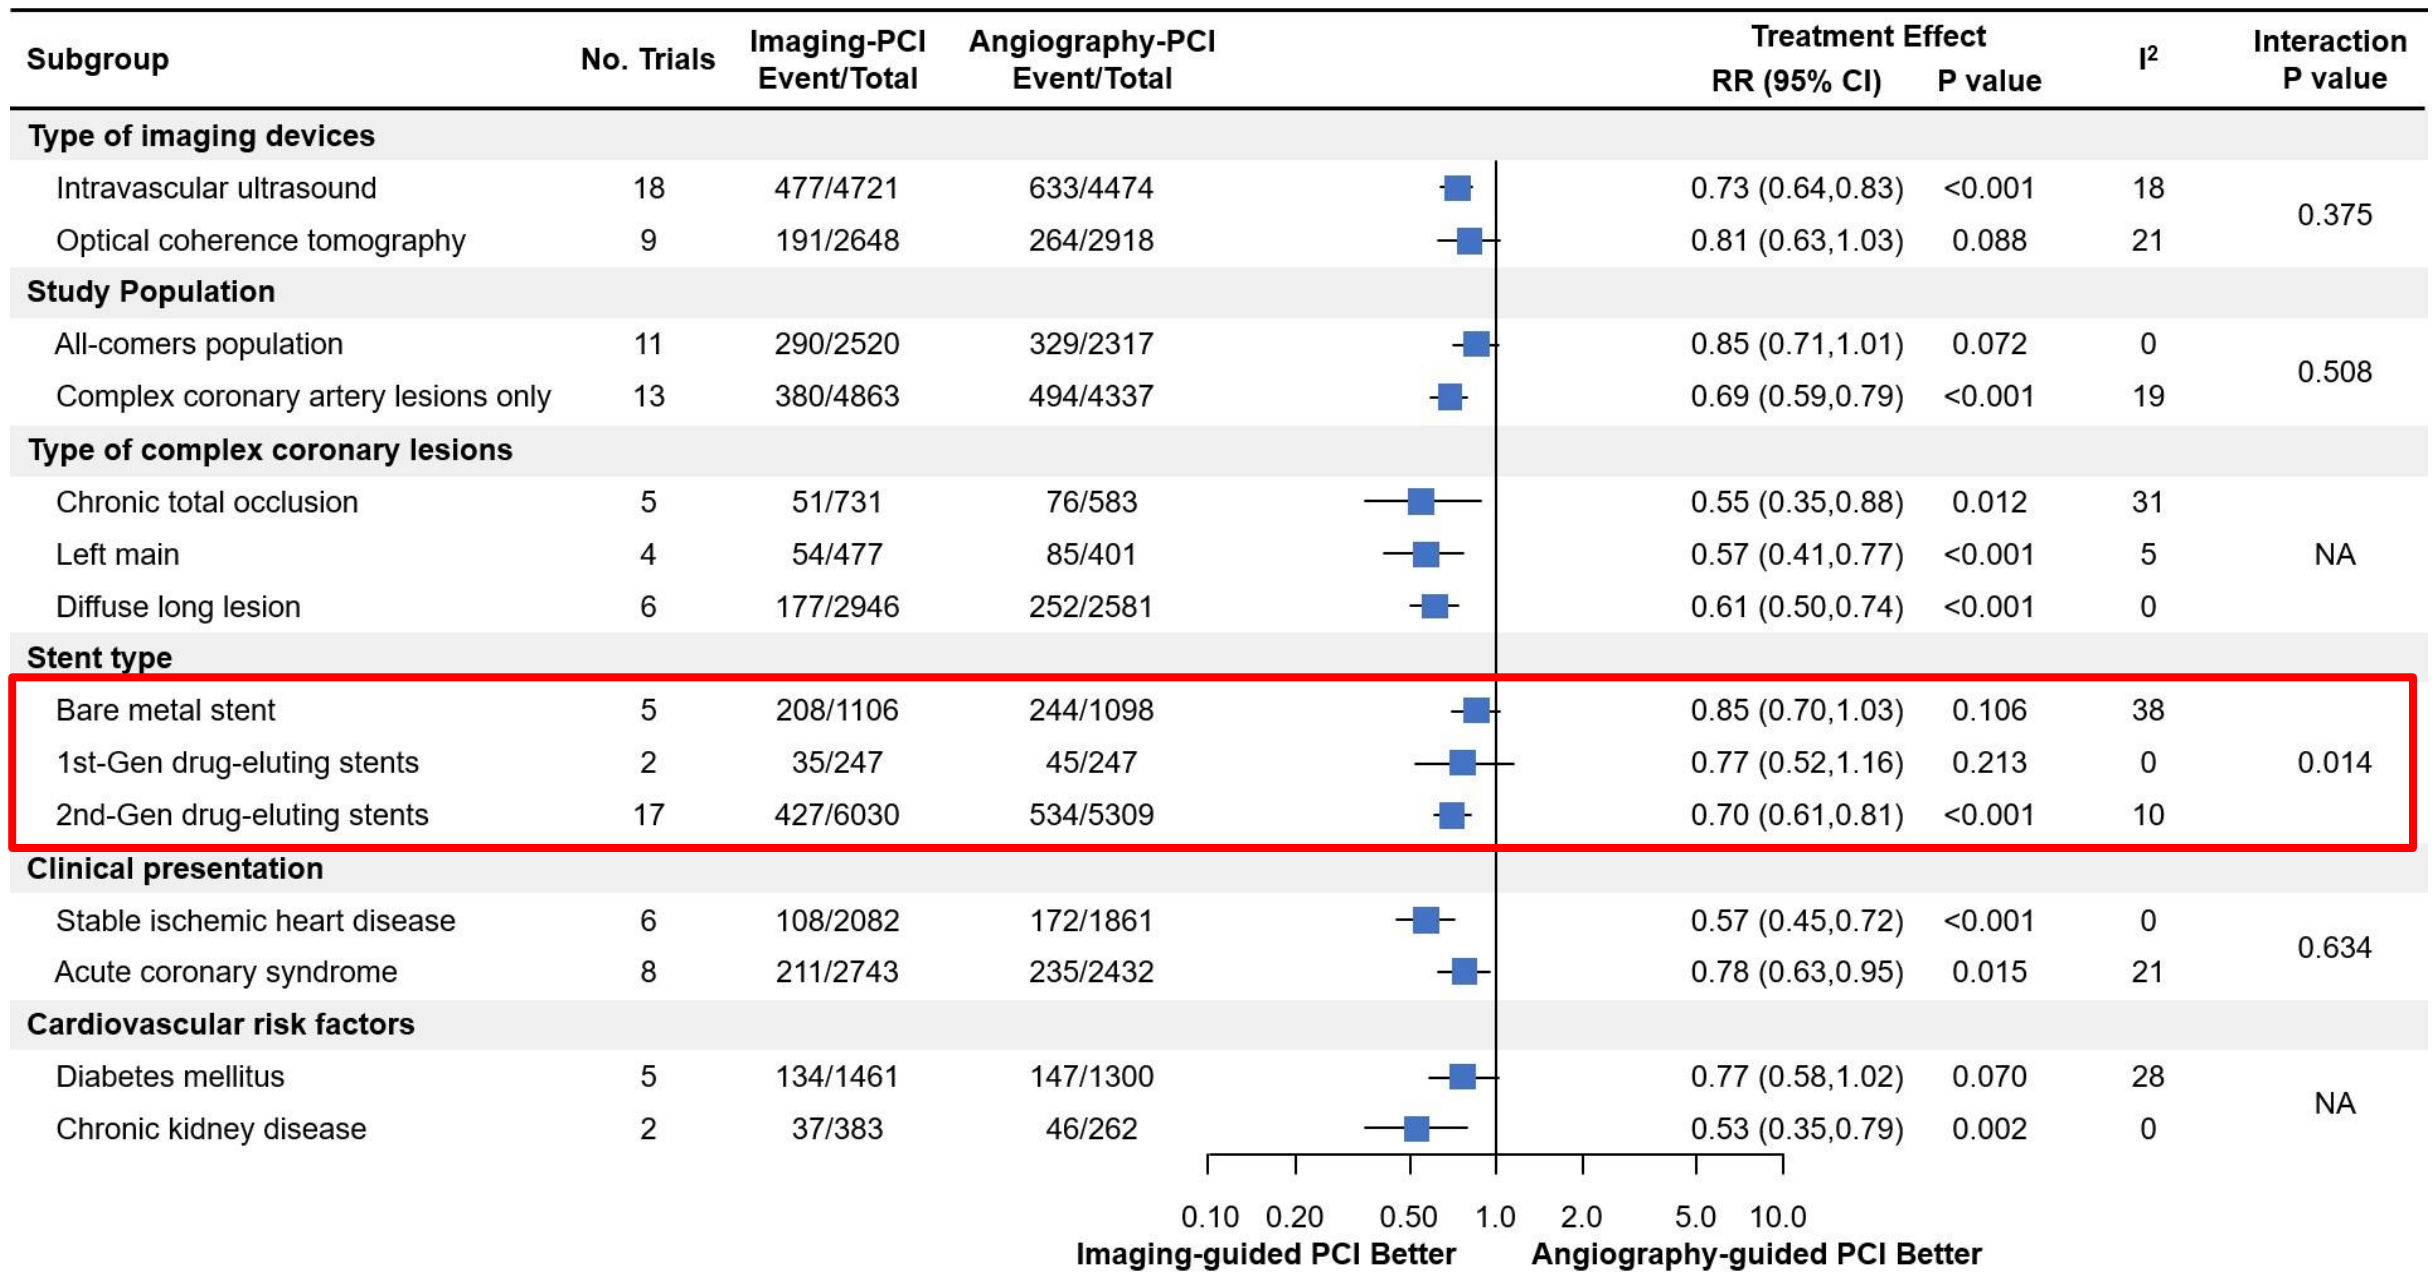 Subgroup No. Trials Imaging-PCI Event/Total Angiography-PCI Event/Total Treatment Effect RR (95% CI) P value I² Interaction P value
Type of imaging devices
Intravascular ultrasound 18 477/4721 633/4474 0.73 (0.64,0.83) <0.001 18
0.375
Optical coherence tomography 9 191/2648 264/2918 0.81 (0.63,1.03) 0.088 21
Study Population
All-comers population 11 290/2520 329/2317 0.85 (0.71,1.01) 0.072 0
0.508
Complex coronary artery lesions only 13 380/4863 494/4337 0.69 (0.59,0.79) <0.001 19
Type of complex coronary lesions
Chronic total occlusion 5 51/731 76/583 0.55 (0.35,0.88) 0.012 31
Left main 4 54/477 85/401 0.57 (0.41,0.77) <0.001 5 NA
Diffuse long lesion 6 177/2946 252/2581 0.61 (0.50,0.74) <0.001 0
Stent type
Bare metal stent 5 208/1106 244/1098 0.85 (0.70,1.03) 0.106 38
1st-Gen drug-eluting stents 2 35/247 45/247 0.77 (0.52,1.16) 0.213 0 0.014
2nd-Gen drug-eluting stents 17 427/6030 534/5309 0.70 (0.61,0.81) <0.001 10
Clinical presentation
Stable ischemic heart disease 6 108/2082 172/1861 0.57 (0.45,0.72) <0.001 0
0.634
Acute coronary syndrome 8 211/2743 235/2432 0.78 (0.63,0.95) 0.015 21
Cardiovascular risk factors
Diabetes mellitus 5 134/1461 147/1300 0.77 (0.58,1.02) 0.070 28
NA
Chronic kidney disease 2 37/383 46/262 0.53 (0.35,0.79) 0.002 0
0.10 0.20 0.50 1.0 2.0 5.0 10.0
Imaging-guided PCI Better Angiography-guided PCI Better